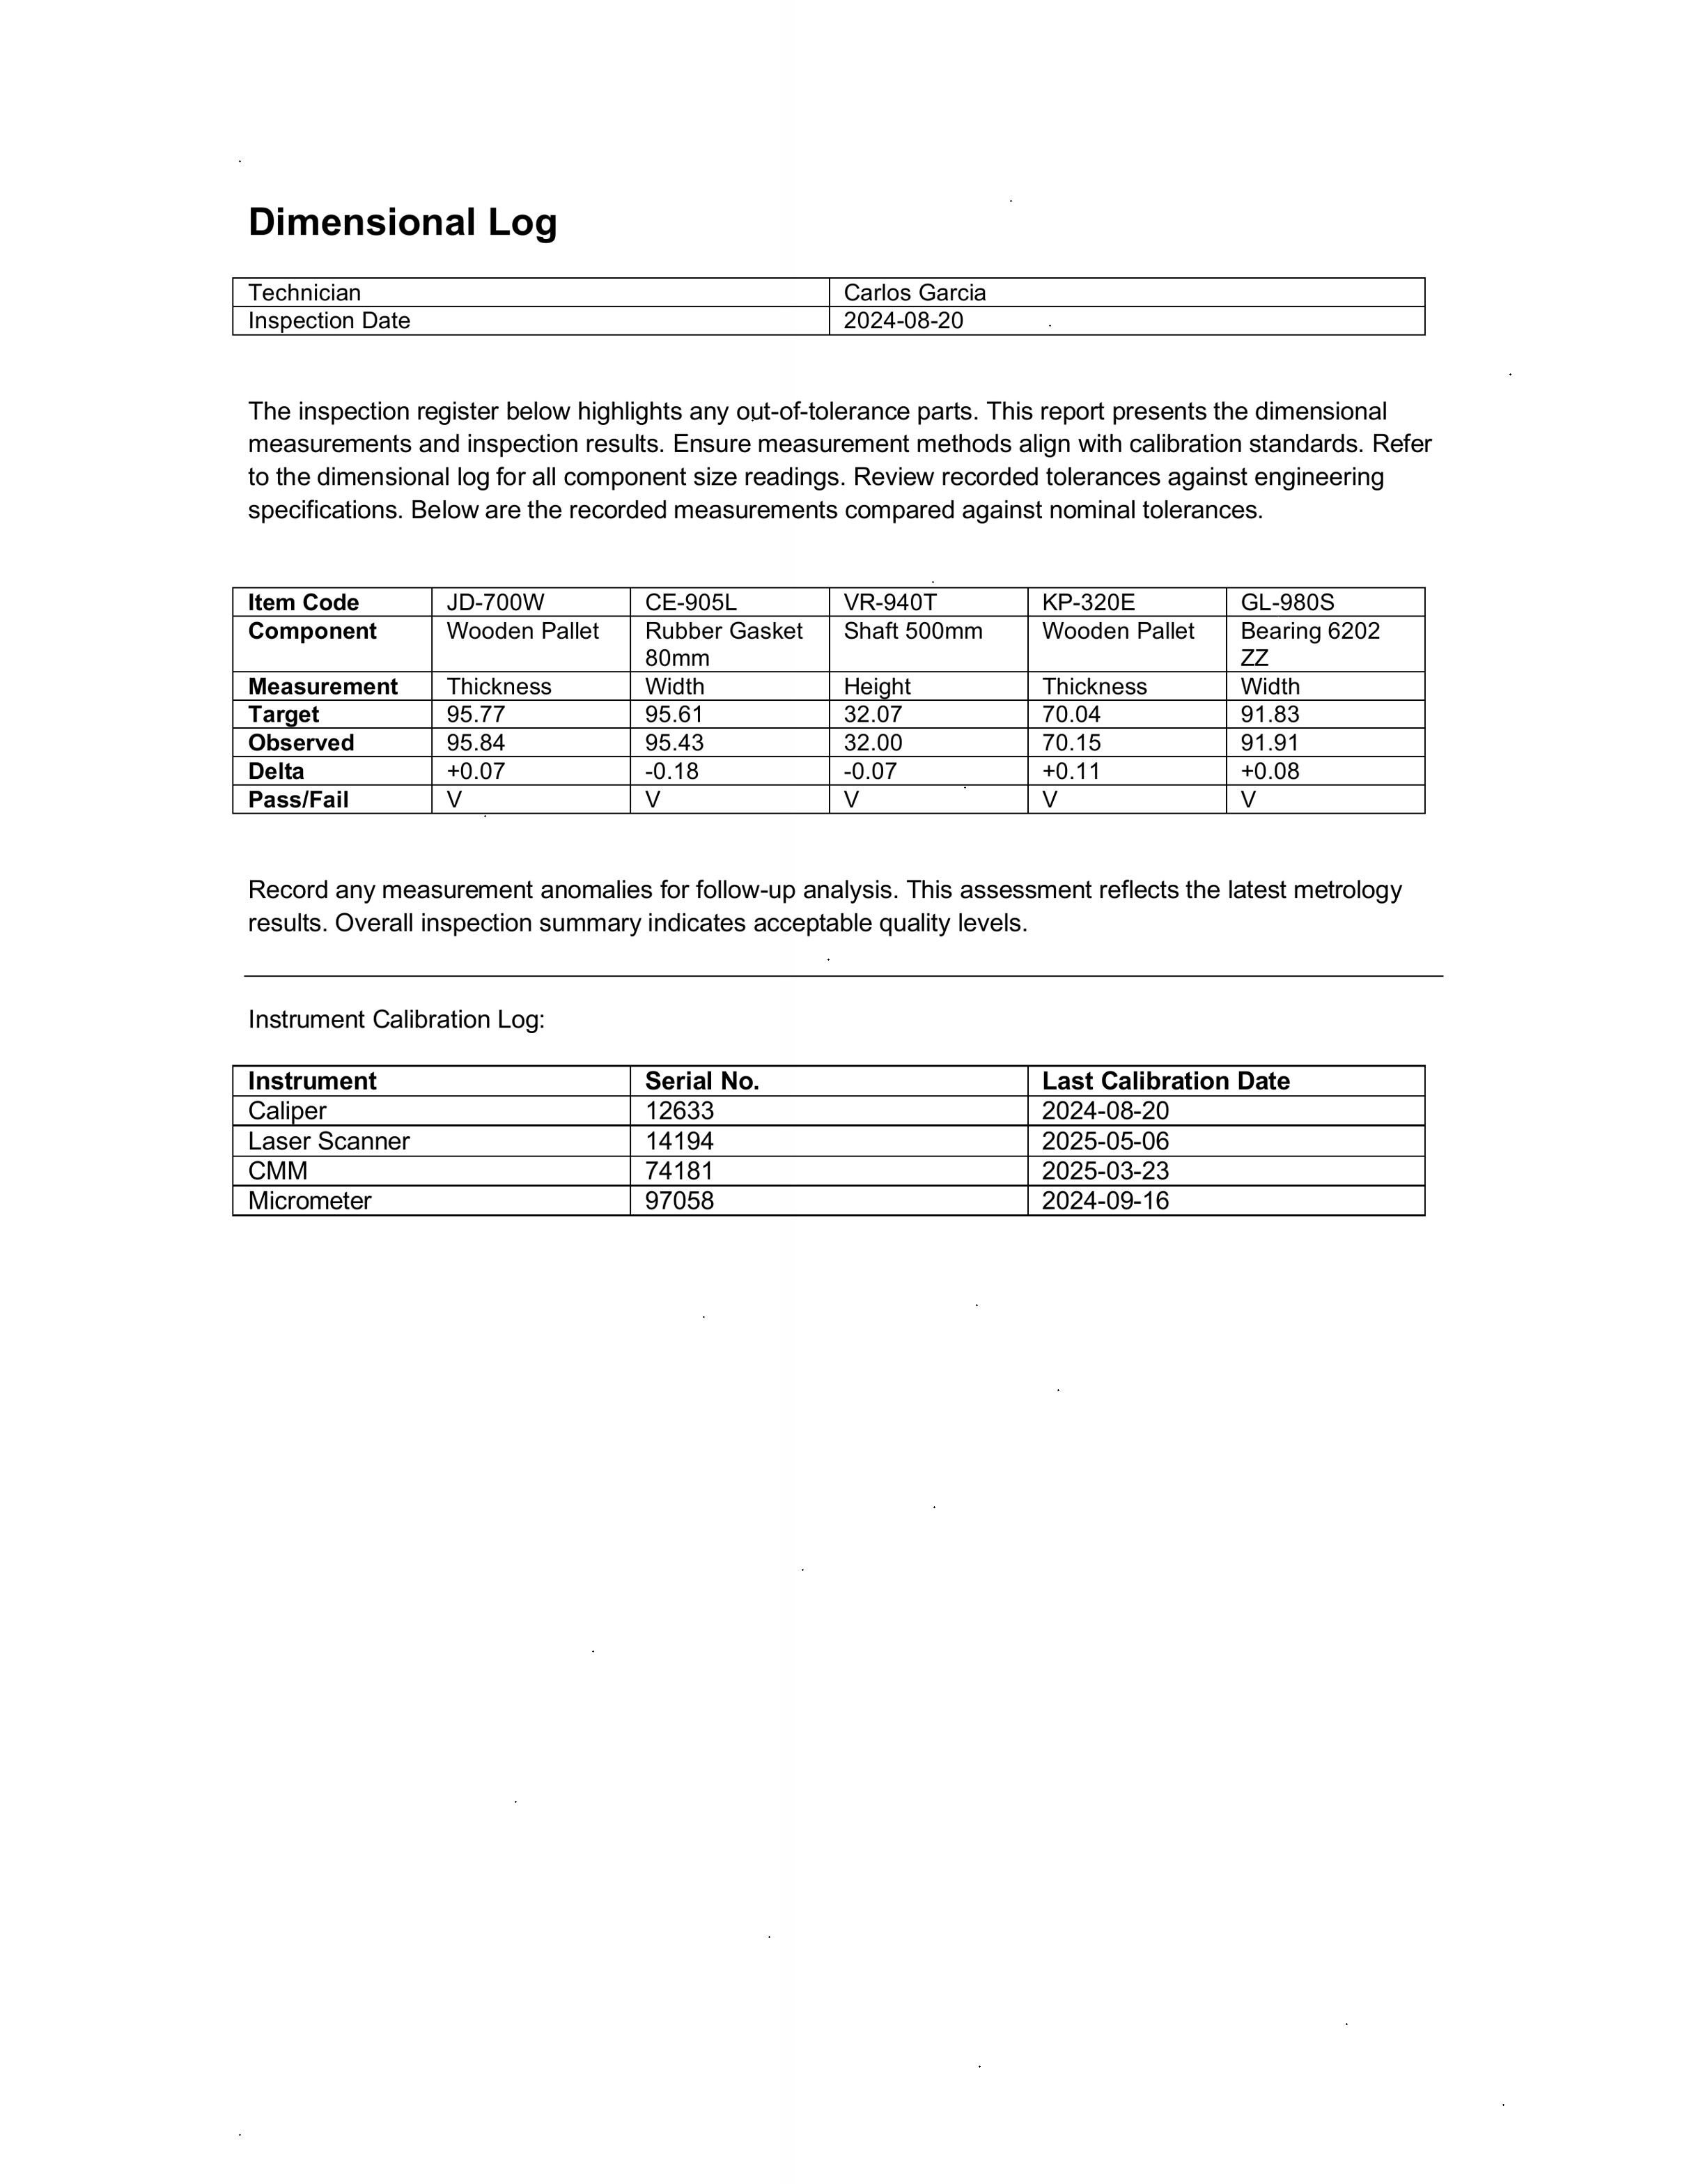 Dimensional Log
Technician Carlos Garcia
Inspection Date 2024-08-20
The inspection register below highlights any out-of-tolerance parts. This report presents the dimensional
measurements and inspection results. Ensure measurement methods align with calibration standards. Refer
to the dimensional log for all component size readings. Review recorded tolerances against engineering
specifications. Below are the recorded measurements compared against nominal tolerances.
Item Code JD-700W CE-905L VR-940T KP-320E GL-980S
Component Wooden Pallet Rubber Gasket Shaft 500mm Wooden Pallet Bearing 6202
80mm ZZ
Measurement Thickness Width Height Thickness Width
Target 95.77 95.61 32.07 70.04 91.83
Observed 95.84 95.43 32.00 70.15 91.91
Delta +0.07 -0.18 -0.07 +0.11 +0.08
Pass/Fail V V V V V
Record any measurement anomalies for follow-up analysis. This assessment reflects the latest metrology
results. Overall inspection summary indicates acceptable quality levels.
Instrument Calibration Log:
Instrument Serial No. Last Calibration Date
Caliper 12633 2024-08-20
Laser Scanner 14194 2025-05-06
CMM 74181 2025-03-23
Micrometer 97058 2024-09-16